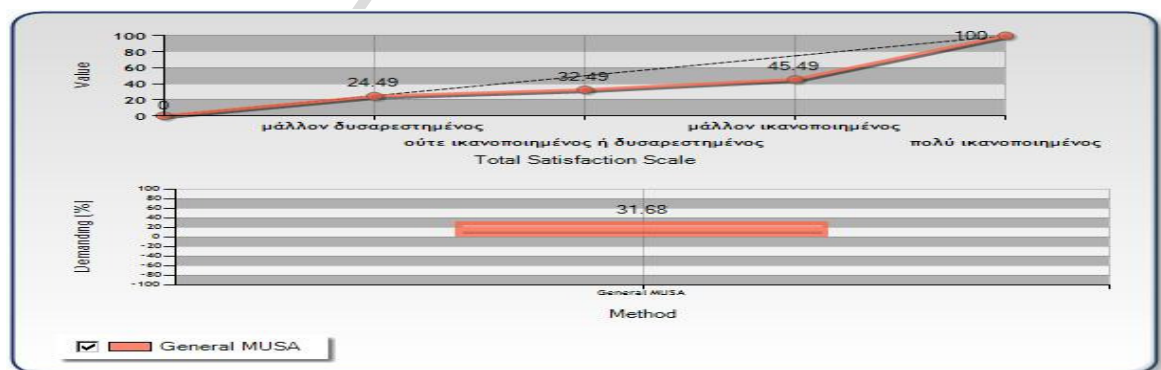 Value
100
80
60
40
20
0
0
24.49
32.49
45.49
100
μάλλον δυσαρεστημένος
μάλλον ικανοποιημένος
ούτε ικανοποιημένος ή δυσαρεστημένος
πολύ ικανοποιημένος
Total Satisfaction Scale
Demanding [%]
100
80
60
40
20
0
-20
-40
-60
-80
-100
31.68
General MUSA
Method
General MUSA